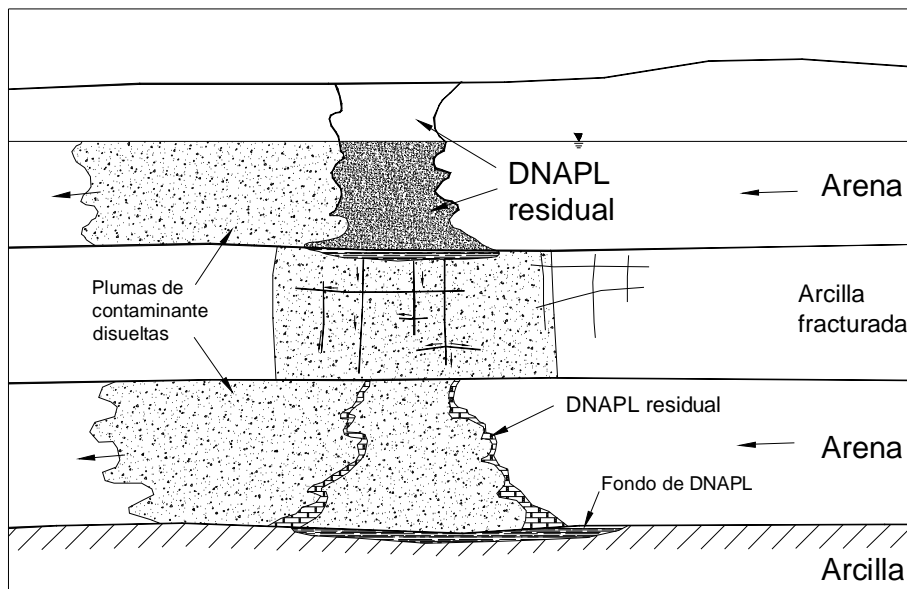 DNAPL
residual
Arena
Plumas de
contaminante
disueltas
Arcilla
fracturada
DNAPL residual
Arena
Fondo de DNAPL
Arcilla